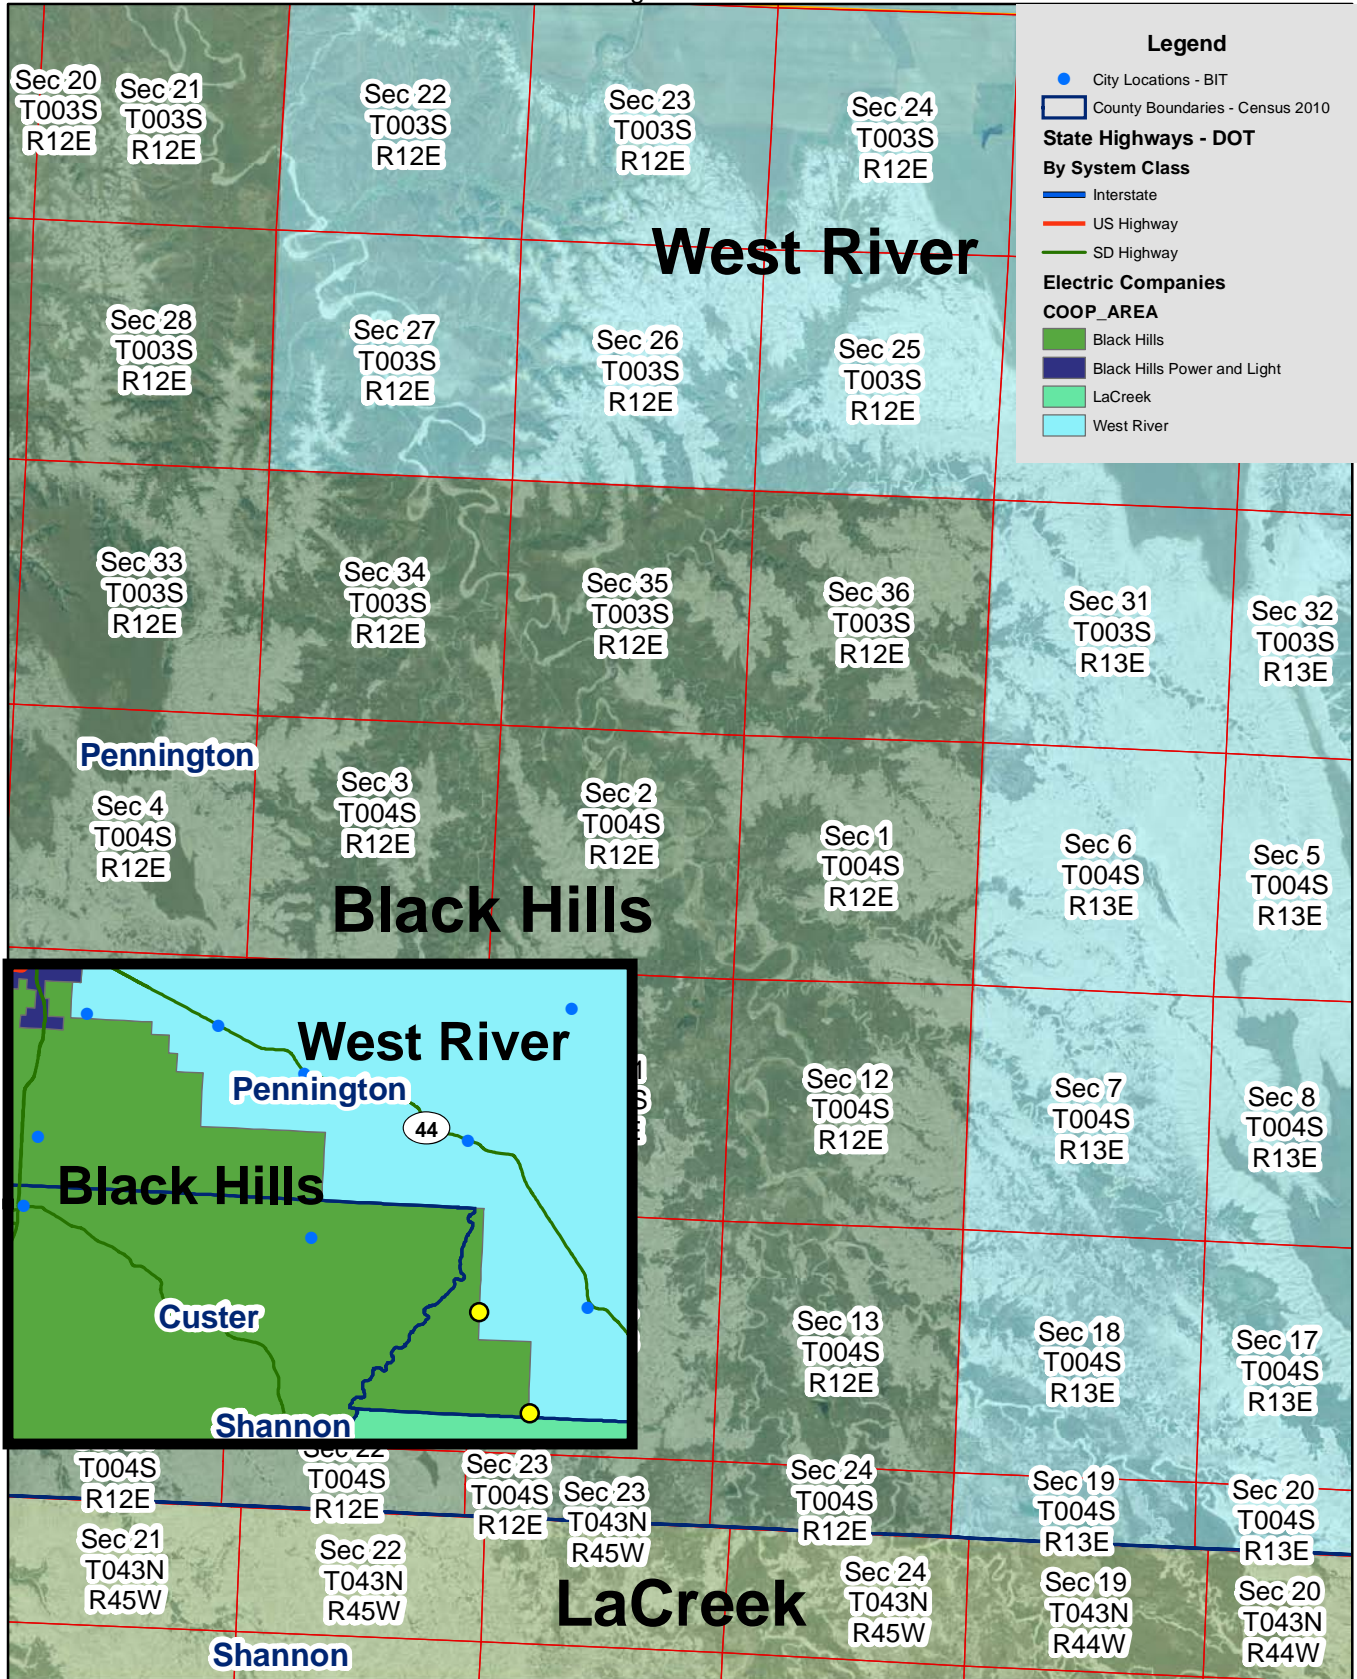 Sec 20
T003S
R12E
Sec 21
T003S
R12E
Sec 22
T003S
R12E
Sec 23
T003S
R12E
Sec 24
T003S
R12E
Legend
City Locations - BIT
County Boundaries - Census 2010
State Highways - DOT
By System Class
Interstate
US Highway
SD Highway
Electric Companies
COOP_AREA
Black Hills
Black Hills Power and Light
LaCreek
West River
West River
Sec 28
T003S
R12E
Sec 27
T003S
R12E
Sec 26
T003S
R12E
Sec 25
T003S
R12E
Sec 33
T003S
R12E
Sec 34
T003S
R12E
Sec 35
T003S
R12E
Sec 36
T003S
R12E
Sec 31
T003S
R13E
Sec 32
T003S
R13E
Pennington
Sec 4
T004S
R12E
Sec 3
T004S
R12E
Sec 2
T004S
R12E
Sec 1
T004S
R12E
Sec 6
T004S
R13E
Sec 5
T004S
R13E
Black Hills
West River
Pennington
44
Black Hills
Custer
Shannon
Sec 12
T004S
R12E
Sec 7
T004S
R13E
Sec 8
T004S
R13E
Sec 13
T004S
R12E
Sec 18
T004S
R13E
Sec 17
T004S
R13E
T004S
R12E
Sec 22
T004S
R12E
Sec 23
T004S
R12E
Sec 23
T043N
R45W
Sec 24
T004S
R12E
Sec 19
T004S
R13E
Sec 20
T004S
R13E
Sec 21
T043N
R45W
Sec 22
T043N
R45W
LaCreek
Sec 24
T043N
R45W
Sec 19
T043N
R44W
Sec 20
T043N
R44W
Shannon